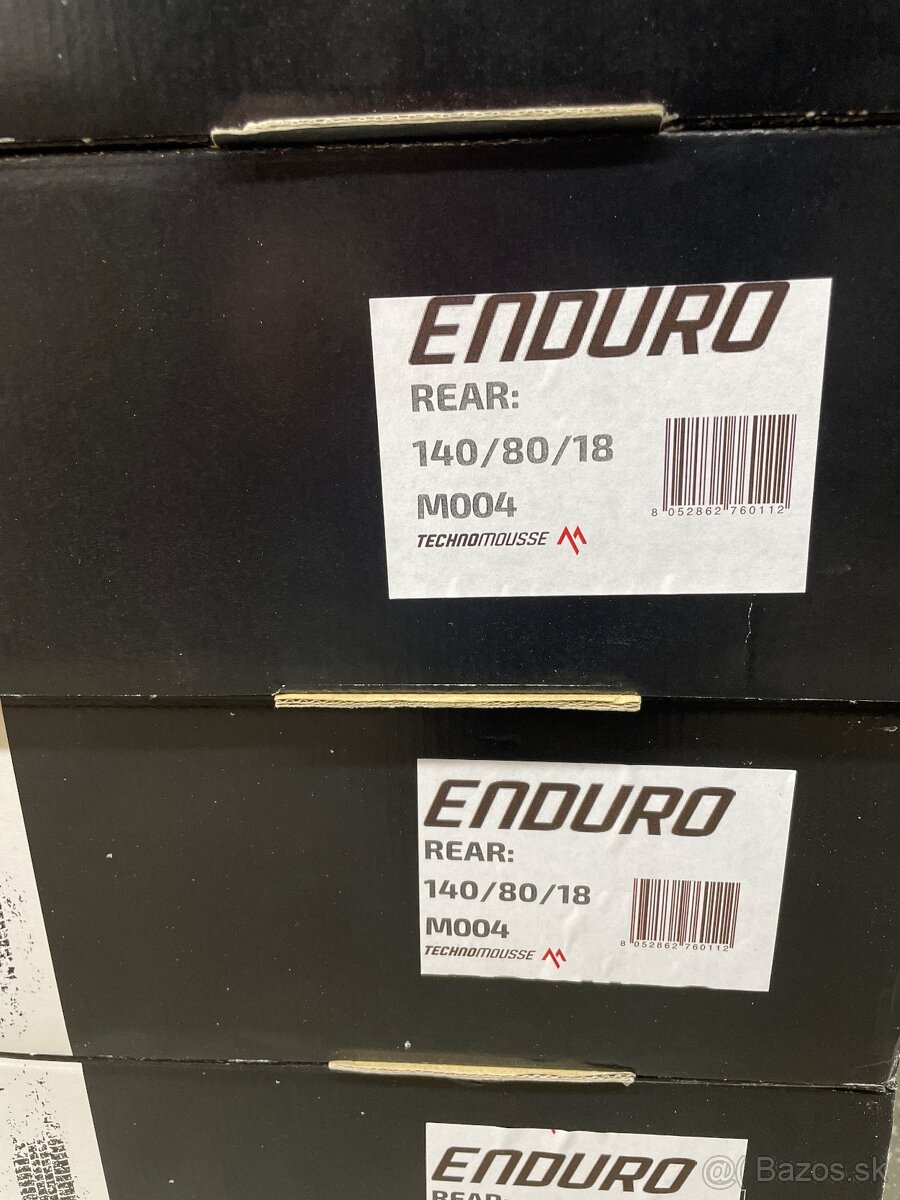 ENDURO
REAR:
140/80/18
M004
TECHNOMOUSSE
8 052862 760112
ENDURO
REAR:
140/80/18
M004
TECHNOMOUSSE
8 052862 760112
ENDURO
REAR:
@( Bazos.sk